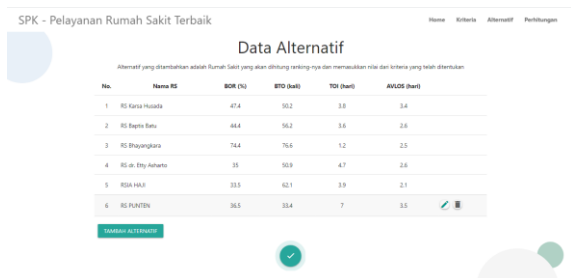 SPK - Pelayanan Rumah Sakit Terbaik Home Kriteria Alternatif Perhitungan
Data Alternatif
Alternatif yang ditambahkan adalah Rumah Sakit yang akan dihitung ranking-nya dan memasukkan nilai dari kriteria yang telah ditentukan.
No. Nama RS BOR (%) BTO (kali) TOI (hari) AVLOS (hari)
1 RS Karsa Husada 47.4 50.2 3.8 3.4
2 RS Baptis Batu 44.4 56.2 3.6 2.6
3 RS Bhayangkara 74.4 76.6 1.2 2.5
4 RS dr. Etty Asharto 35 50.9 4.7 2.6
5 RSIA HAJI 33.5 62.1 3.9 2.1
6 RS PUNTEN 36.5 33.4 7 3.5
TAMBAH ALTERNATIF